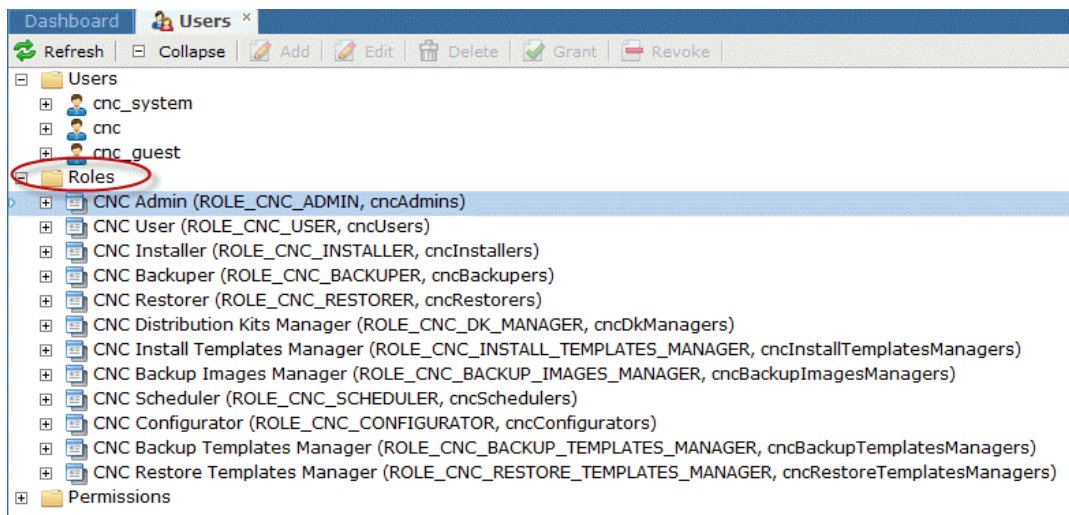 Dashboard Users ×
Refresh Collapse Add Edit Delete Grant Revoke
Users
cnc_system
cnc
cnc_guest
Roles
CNC Admin (ROLE_CNC_ADMIN, cncAdmins)
CNC User (ROLE_CNC_USER, cncUsers)
CNC Installer (ROLE_CNC_INSTALLER, cncInstallers)
CNC Backuper (ROLE_CNC_BACKUPER, cncBackupers)
CNC Restorer (ROLE_CNC_RESTORER, cncRestorers)
CNC Distribution Kits Manager (ROLE_CNC_DK_MANAGER, cncDkManagers)
CNC Install Templates Manager (ROLE_CNC_INSTALL_TEMPLATES_MANAGER, cncInstallTemplatesManagers)
CNC Backup Images Manager (ROLE_CNC_BACKUP_IMAGES_MANAGER, cncBackupImagesManagers)
CNC Scheduler (ROLE_CNC_SCHEDULER, cncSchedulers)
CNC Configurator (ROLE_CNC_CONFIGURATOR, cncConfigurators)
CNC Backup Templates Manager (ROLE_CNC_BACKUP_TEMPLATES_MANAGER, cncBackupTemplatesManagers)
CNC Restore Templates Manager (ROLE_CNC_RESTORE_TEMPLATES_MANAGER, cncRestoreTemplatesManagers)
Permissions